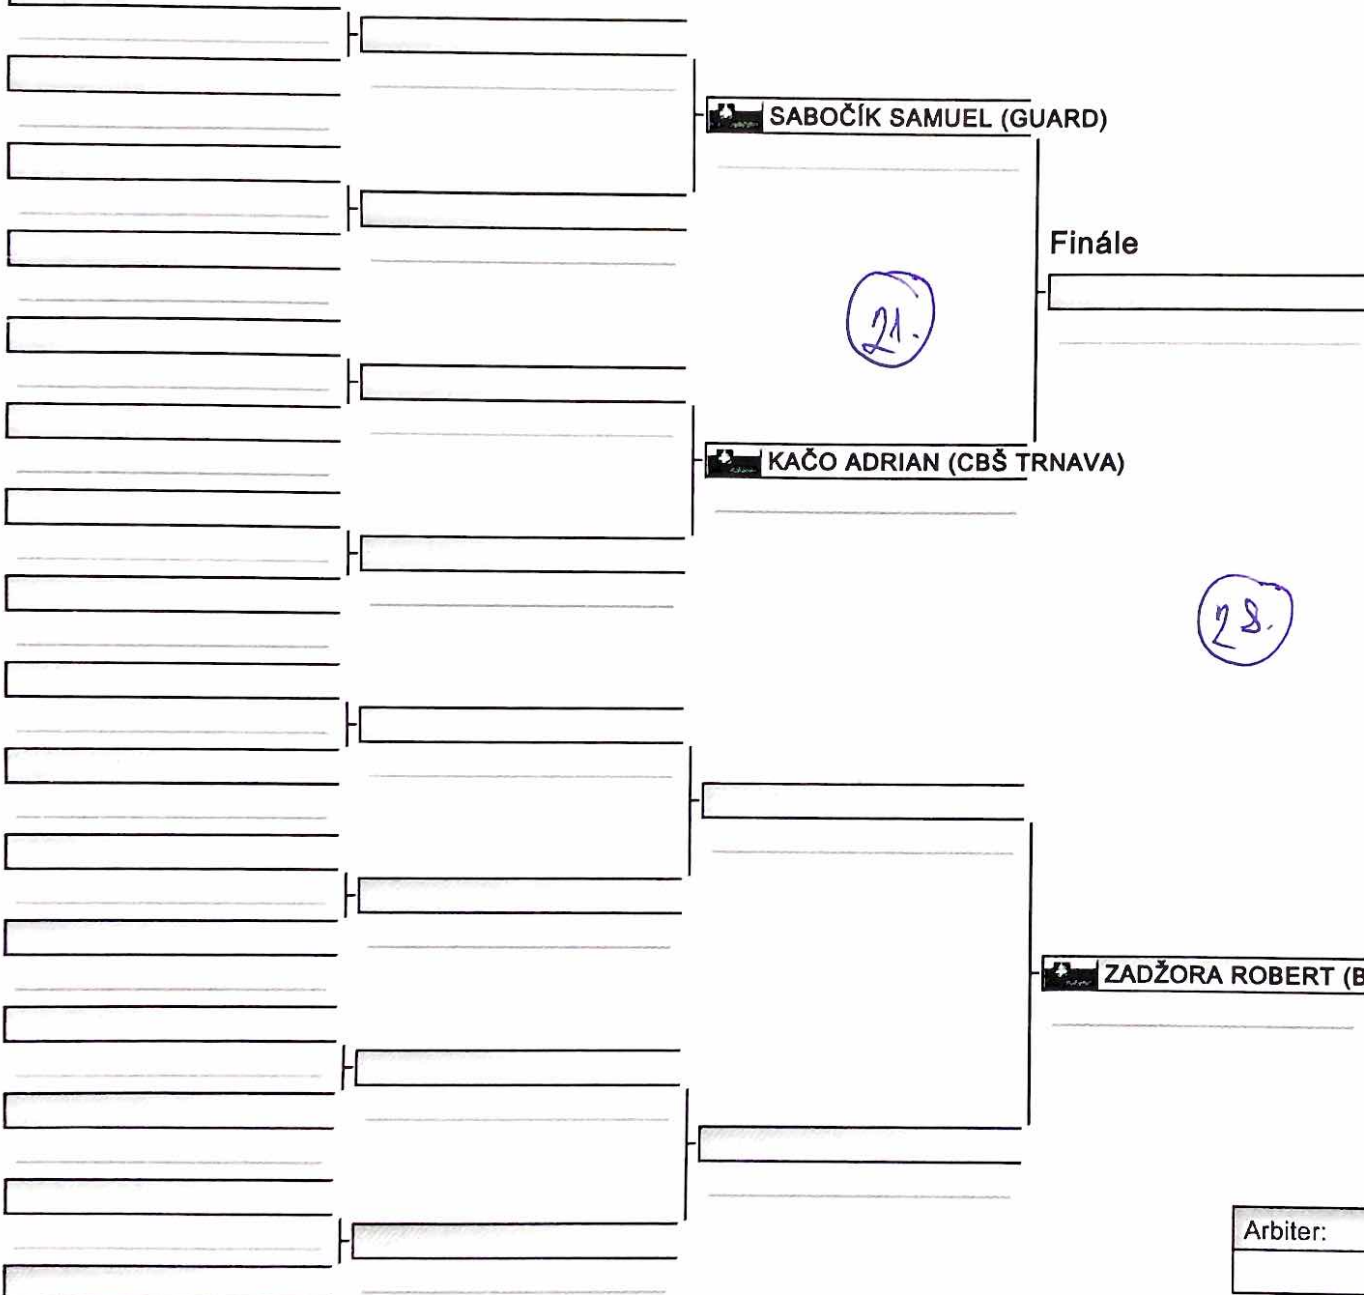 SABOČÍK SAMUEL (GUARD)
Finále
21.
KAČO ADRIAN (CBŠ TRNAVA)
28.
ZADŽORA ROBERT (B
Arbiter: